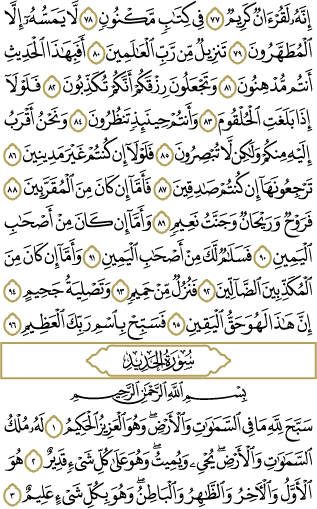 إِنَّهُۥ لَقُرْءَانٌ كَرِيمٌ ٧٧ فِى كِتَٰبٍ مَّكْنُونٍ ٧٨ لَّا يَمَسُّهُۥٓ إِلَّا
ٱلْمُطَهَّرُونَ ٧٩ تَنزِيلٌ مِّن رَّبِّ ٱلْعَٰلَمِينَ ٨٠ أَفَبِهَٰذَا ٱلْحَدِيثِ
أَنتُم مُّدْهِنُونَ ٨١ وَتَجْعَلُونَ رِزْقَكُمْ أَنَّكُمْ تُكَذِّبُونَ ٨٢ فَلَوْلَآ
إِذَا بَلَغَتِ ٱلْحُلْقُومَ ٨٣ وَأَنتُمْ حِينَئِذٍ تَنظُرُونَ ٨٤ وَنَحْنُ أَقْرَبُ
إِلَيْهِ مِنكُمْ وَلَٰكِن لَّا تُبْصِرُونَ ٨٥ فَلَوْلَآ إِن كُنتُمْ غَيْرَ مَدِينِينَ ٨٦
تَرْجِعُونَهَآ إِن كُنتُمْ صَٰدِقِينَ ٨٧ فَأَمَّآ إِن كَانَ مِنَ ٱلْمُقَرَّبِينَ ٨٨
فَرَوْحٌ وَرَيْحَانٌ وَجَنَّتُ نَعِيمٍ ٨٩ وَأَمَّآ إِن كَانَ مِنْ أَصْحَٰبِ
ٱلْيَمِينِ ٩٠ فَسَلَٰمٌ لَّكَ مِنْ أَصْحَٰبِ ٱلْيَمِينِ ٩١ وَأَمَّآ إِن كَانَ مِنَ
ٱلْمُكَذِّبِينَ ٱلضَّآلِّينَ ٩٢ فَنُزُلٌ مِّنْ حَمِيمٍ ٩٣ وَتَصْلِيَةُ جَحِيمٍ ٩٤
إِنَّ هَٰذَا لَهُوَ حَقُّ ٱلْيَقِينِ ٩٥ فَسَبِّحْ بِٱسْمِ رَبِّكَ ٱلْعَظِيمِ ٩٦
سُورَةُ الحَدِيدِ
بِسْمِ ٱللَّهِ ٱلرَّحْمَٰنِ ٱلرَّحِيمِ
سَبَّحَ لِلَّهِ مَا فِى ٱلسَّمَٰوَٰتِ وَٱلْأَرْضِ ۖ وَهُوَ ٱلْعَزِيزُ ٱلْحَكِيمُ ١ لَهُۥ مُلْكُ
ٱلسَّمَٰوَٰتِ وَٱلْأَرْضِ ۖ يُحْىِۦ وَيُمِيتُ ۖ وَهُوَ عَلَىٰ كُلِّ شَىْءٍ قَدِيرٌ ٢ هُوَ
ٱلْأَوَّلُ وَٱلْءَاخِرُ وَٱلظَّٰهِرُ وَٱلْبَاطِنُ ۖ وَهُوَ بِكُلِّ شَىْءٍ عَلِيمٌ ٣